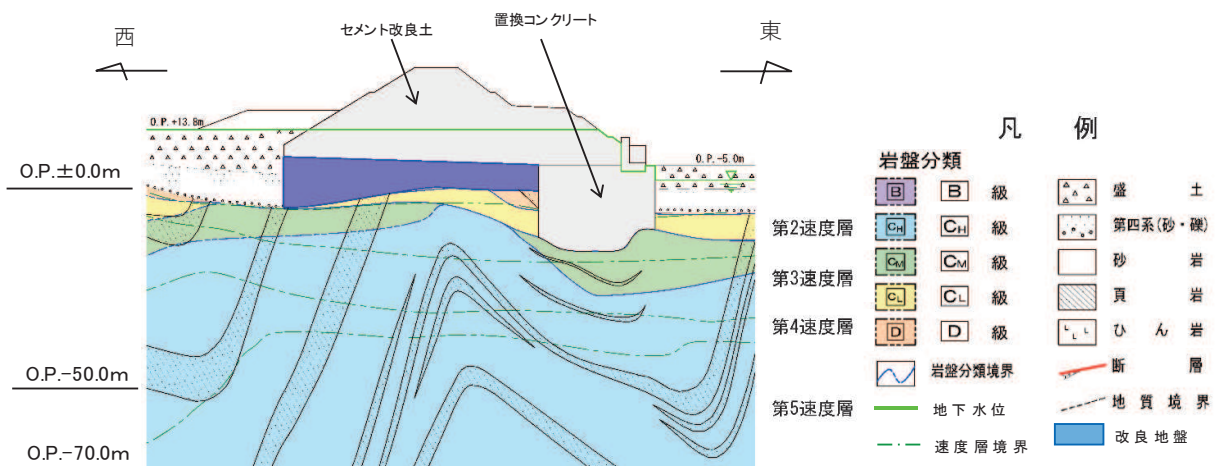 西
セメント改良土
置換コンクリート
東
O.P.+13.8m
O.P.-5.0m
O.P.±0.0m
O.P.-50.0m
O.P.-70.0m
第2速度層
第3速度層
第4速度層
第5速度層
凡 例
岩盤分類
B B 級
CH CH 級
CM CM 級
CL CL 級
D D 級
岩盤分類境界
地下水位
速度層境界
盛 土
第四系(砂・礫)
砂 岩
頁 岩
ひ ん 岩
断 層
地 質 境 界
改良地盤